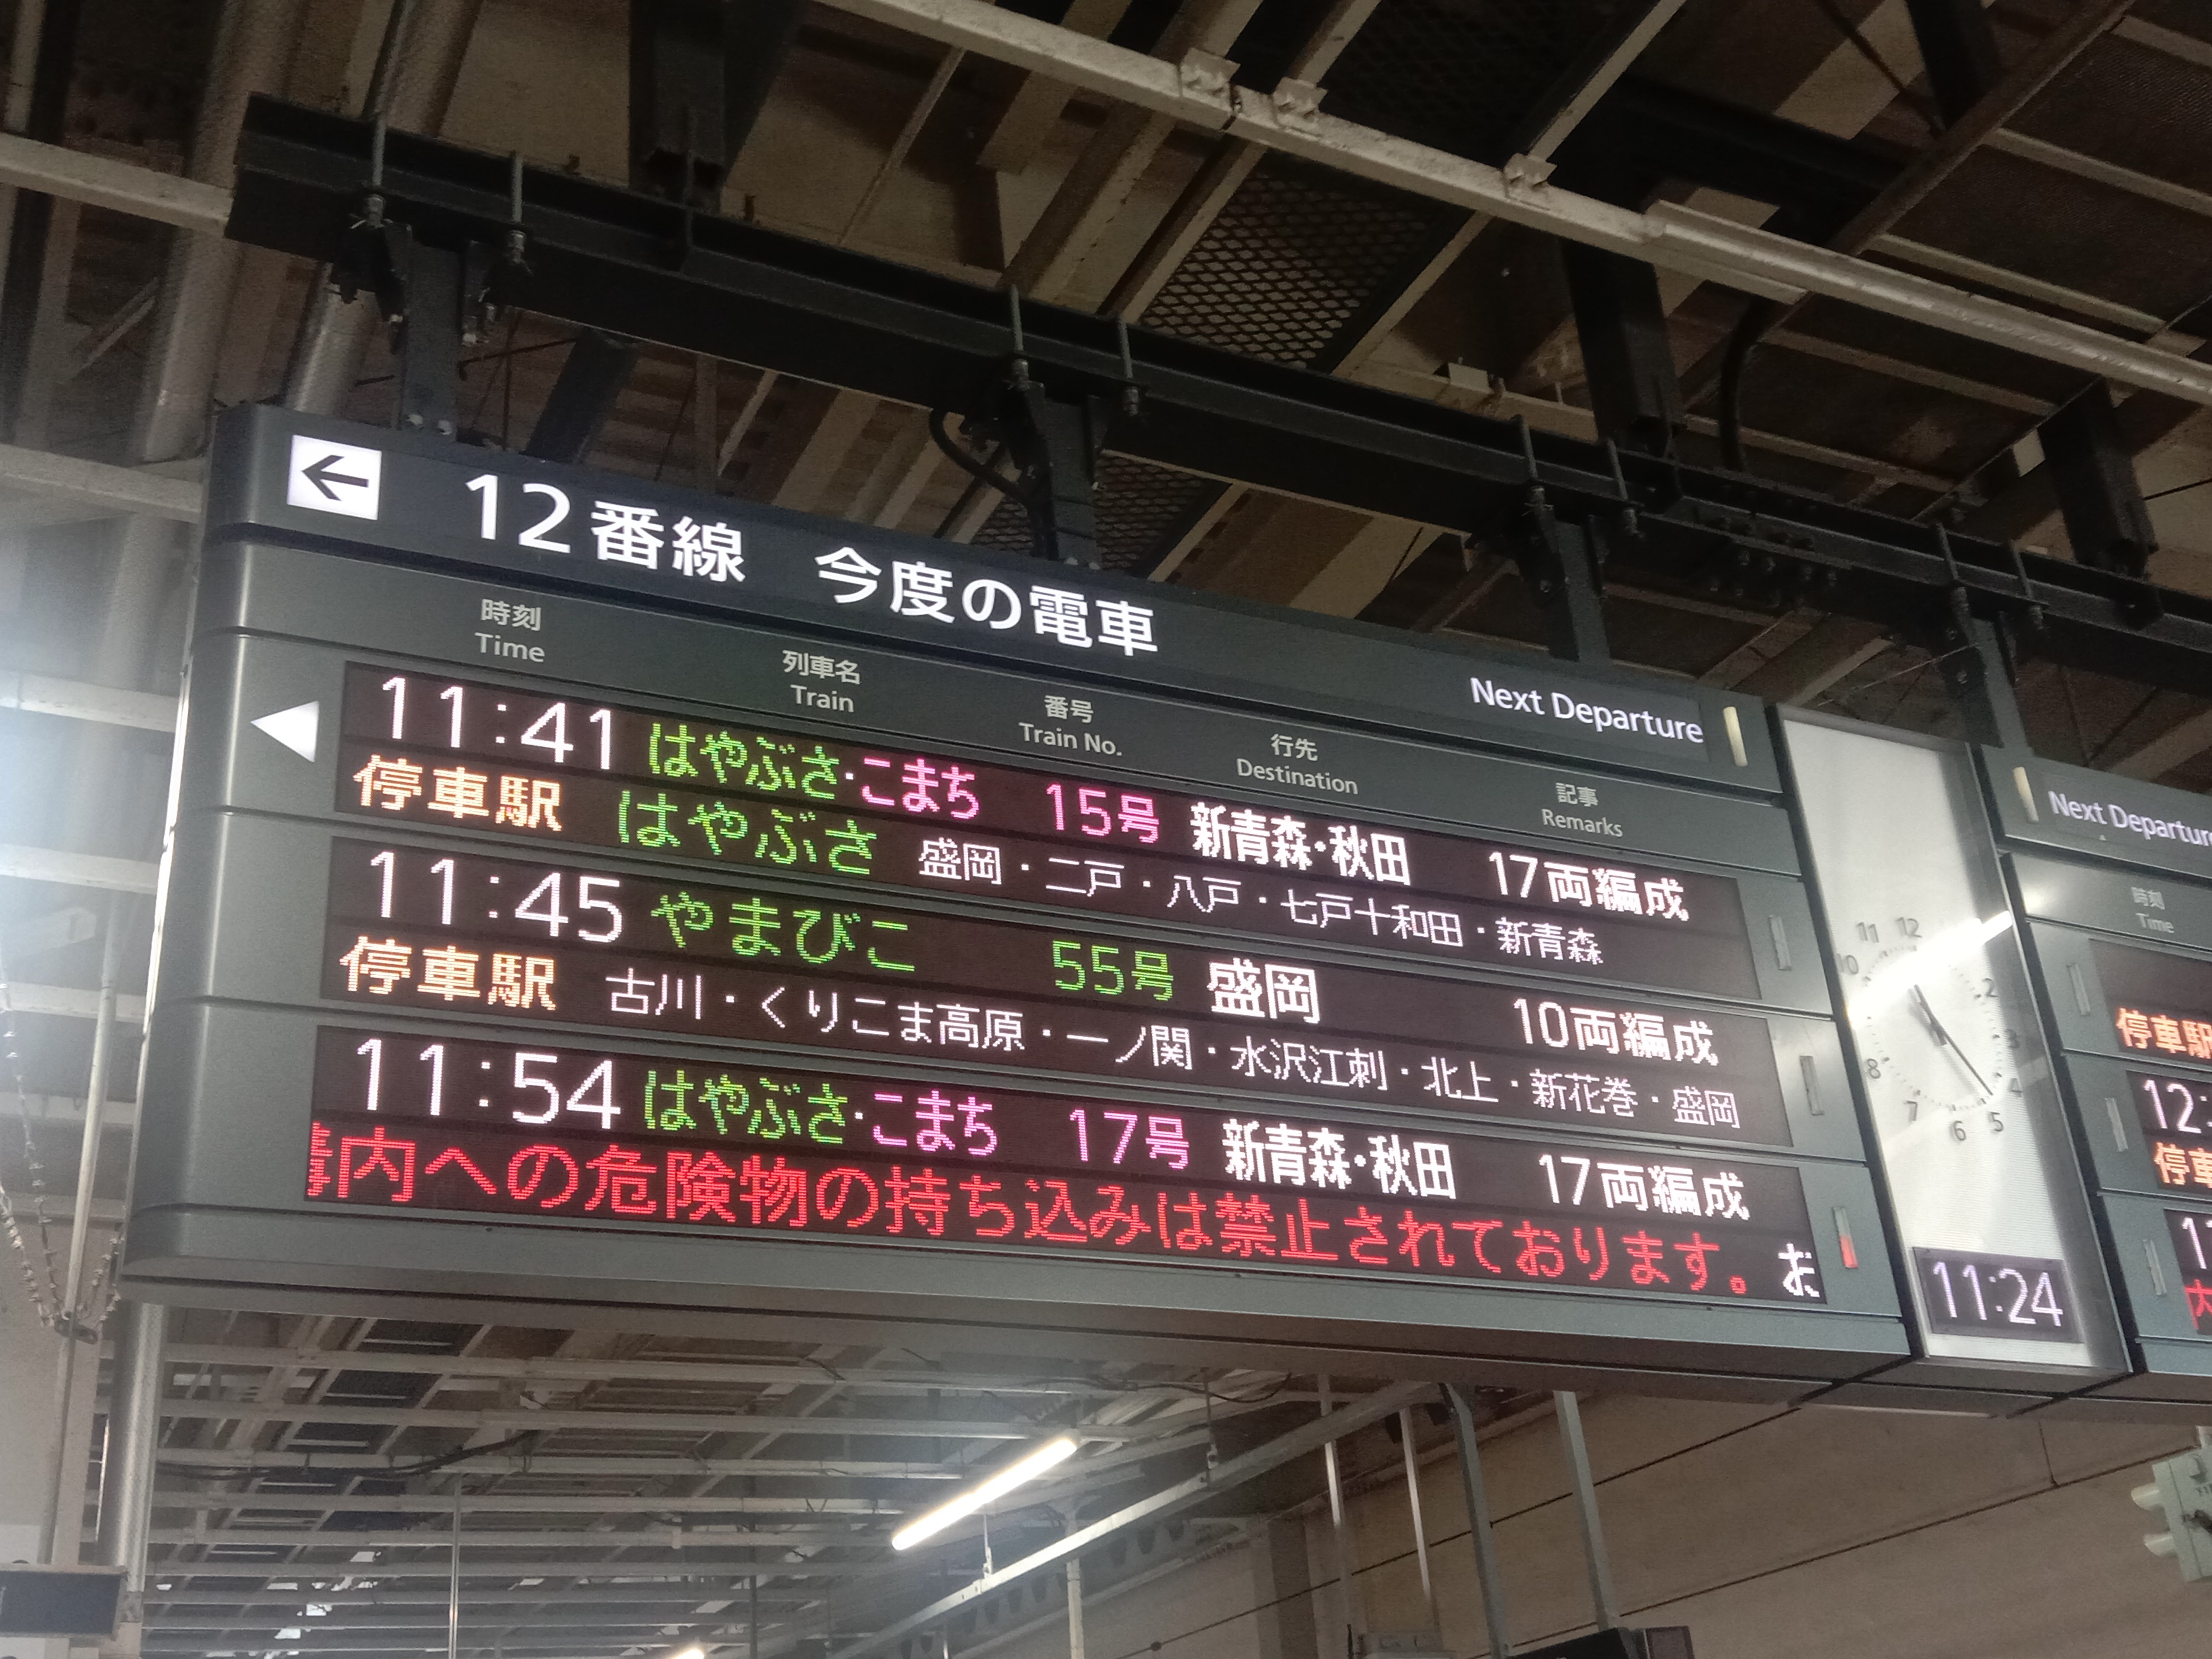 12番線 今度の電車
Next Departure
時刻 列車名 番号 行先 記事
Time Train Train No. Destination Remarks
11:41 はやぶさ・こまち 15号 新青森・秋田 17両編成
停車駅 はやぶさ 盛岡・二戸・八戸・七戸十和田・新青森
11:45 やまびこ 55号 盛岡 10両編成
停車駅 古川・くりこま高原・一ノ関・水沢江刺・北上・新花巻・盛岡
11:54 はやぶさ・こまち 17号 新青森・秋田 17両編成
内への危険物の持ち込みは禁止されております。 お
11 12
10
2
3
8 4
7 6 5
11:24
Next Departure
時刻
Time
停車駅
12:
停車
内